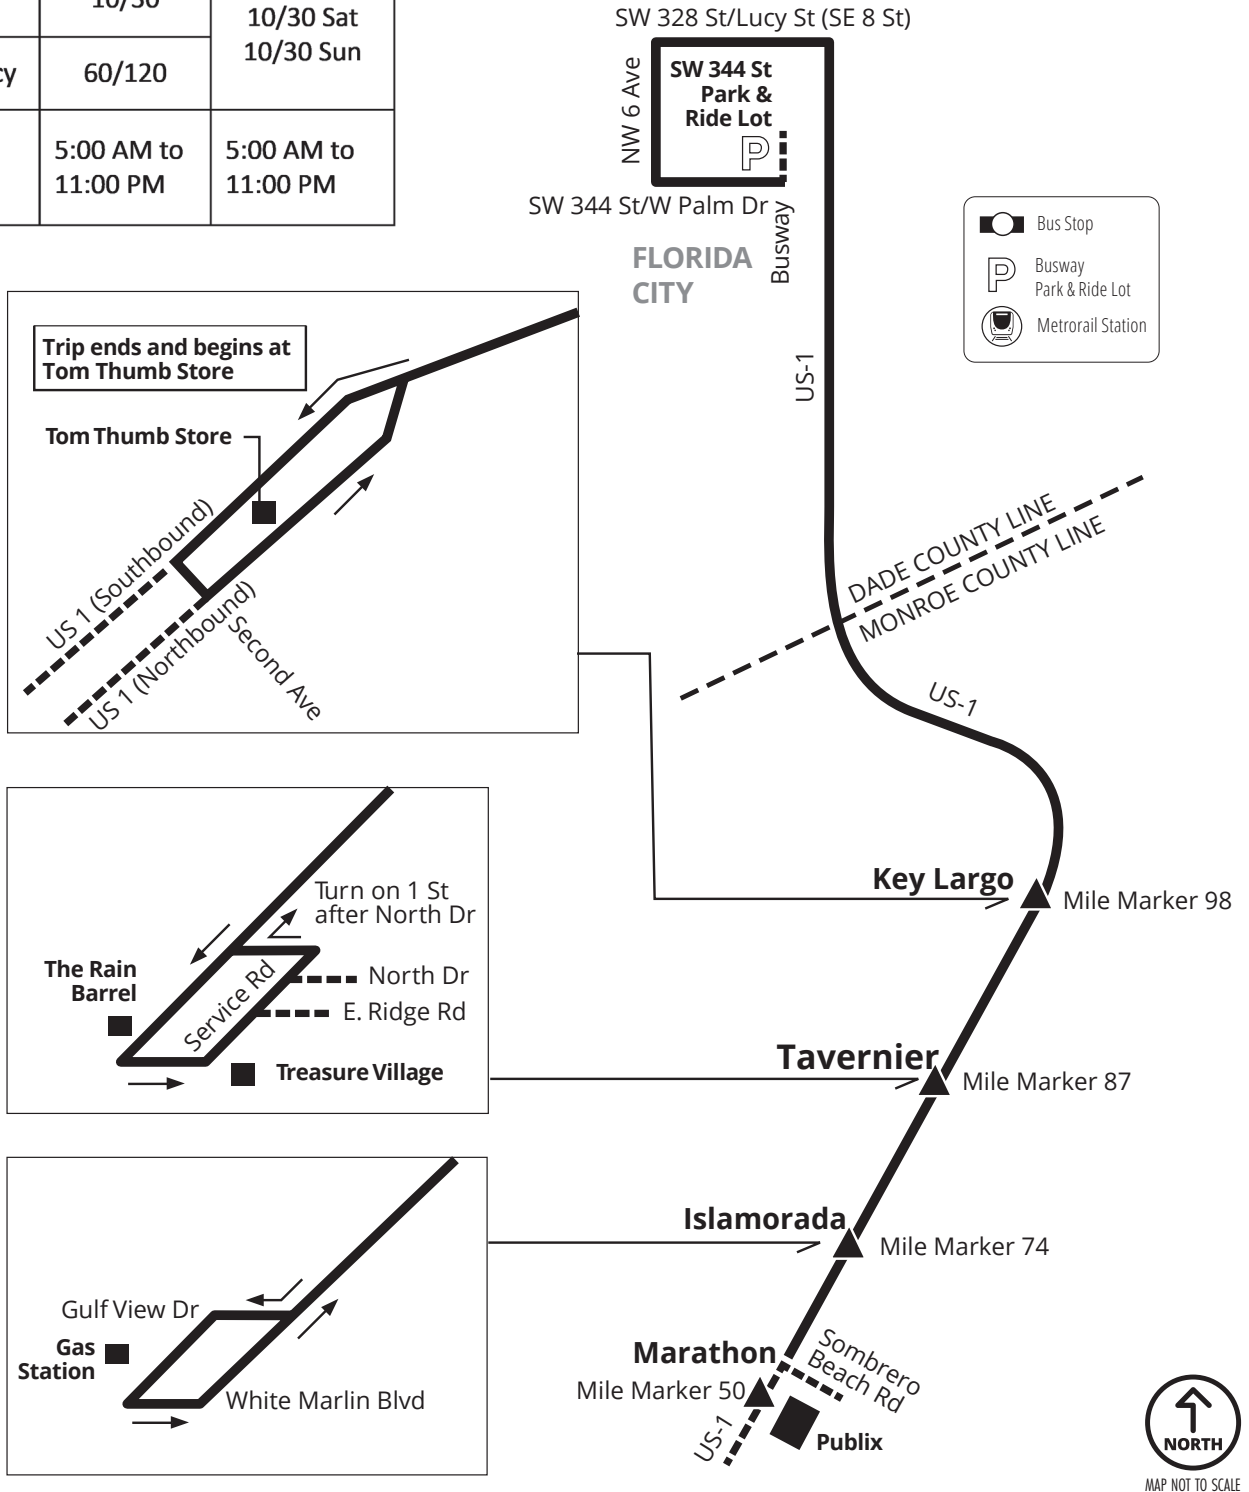 10/30 Sat
10/30 Sun
60/120
5:00 AM to
11:00 PM
5:00 AM to
11:00 PM
SW 328 St/Lucy St (SE 8 St)
NW 6 Ave
SW 344 St
Park &
Ride Lot
P
SW 344 St/W Palm Dr
Busway
FLORIDA
CITY
US-1
Bus Stop
P
Busway
Park & Ride Lot
Metrorail Station
Trip ends and begins at
Tom Thumb Store
Tom Thumb Store
US 1 (Southbound)
US 1 (Northbound)
Second Ave
DADE COUNTY LINE
MONROE COUNTY LINE
US-1
Key Largo
Mile Marker 98
Turn on 1 St
after North Dr
The Rain
Barrel
Service Rd
North Dr
E. Ridge Rd
Treasure Village
Tavernier
Mile Marker 87
Islamorada
Mile Marker 74
Gulf View Dr
Gas
Station
White Marlin Blvd
Marathon
Mile Marker 50
Sombrero
Beach Rd
US-1
Publix
NORTH
MAP NOT TO SCALE